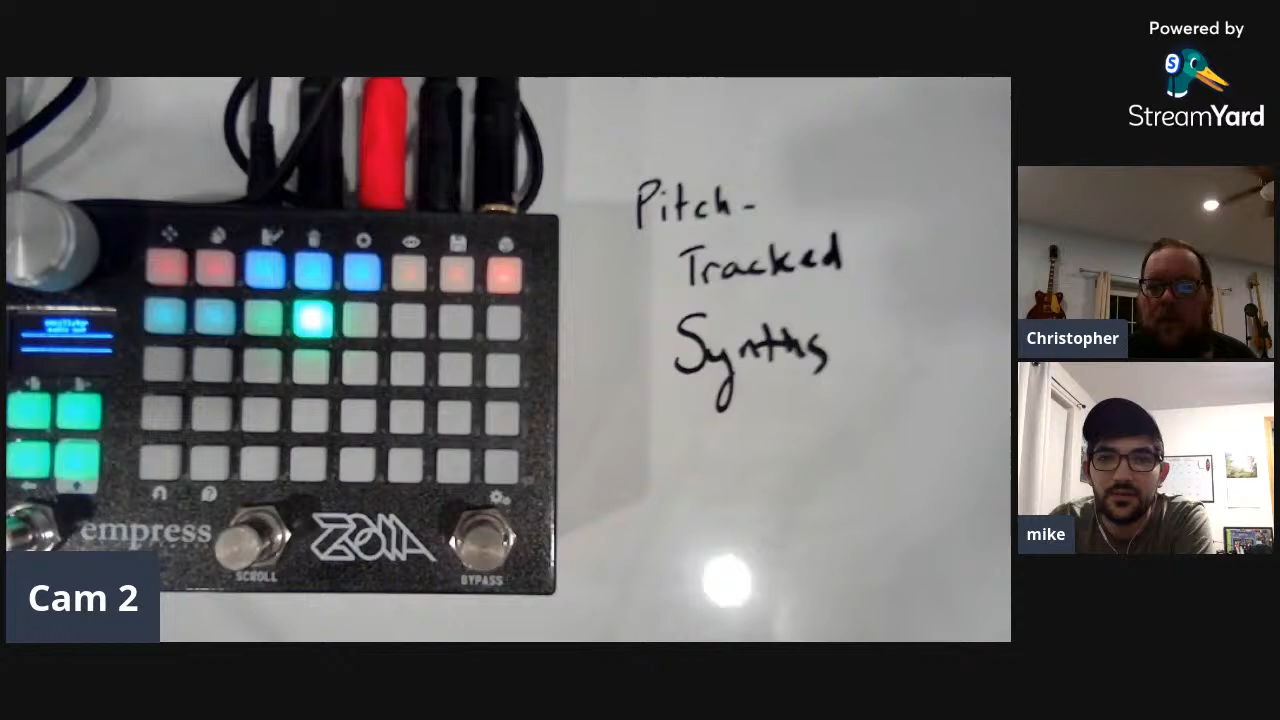 Powered by
StreamYard
Pitch-
Tracked
Synths
Christopher
mike
empress
ZOIA
SCROLL
BYPASS
Cam 2